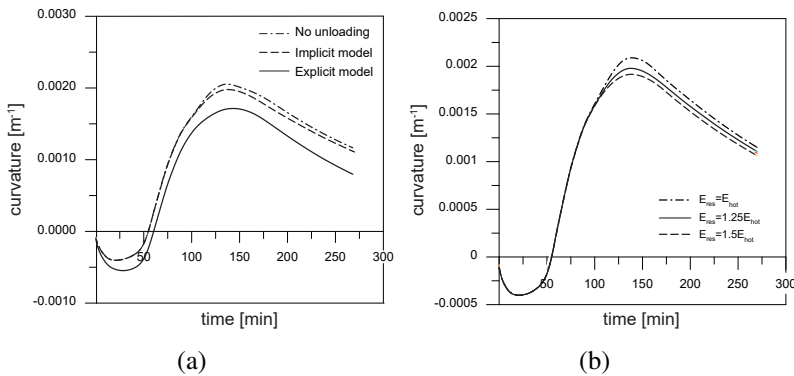 0.0030
0.0020
0.0010
0.0000
-0.0010
curvature [m⁻¹]
No unloading
Implicit model
Explicit model
50 100 150 200 250 300
time [min]
(a)
0.0025
0.002
0.0015
0.001
0.0005
0
-0.0005
curvature [m⁻¹]
E_res=E_hot
E_res=1.25E_hot
E_res=1.5E_hot
50 100 150 200 250 300
time [min]
(b)